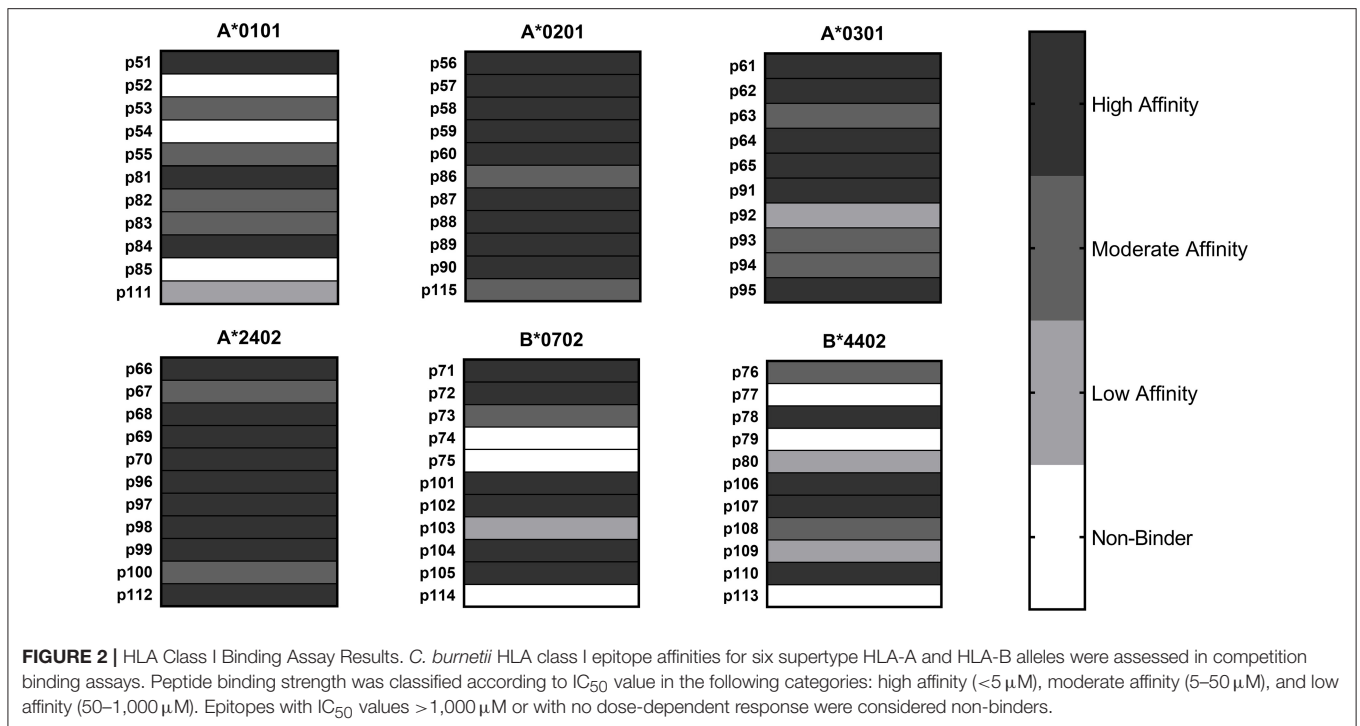 A*0101
p51
p52
p53
p54
p55
p81
p82
p83
p84
p85
p111
A*0201
p56
p57
p58
p59
p60
p86
p87
p88
p89
p90
p115
A*0301
p61
p62
p63
p64
p65
p91
p92
p93
p94
p95
High Affinity
Moderate Affinity
Low Affinity
Non-Binder
A*2402
p66
p67
p68
p69
p70
p96
p97
p98
p99
p100
p112
B*0702
p71
p72
p73
p74
p75
p101
p102
p103
p104
p105
p114
B*4402
p76
p77
p78
p79
p80
p106
p107
p108
p109
p110
p113
FIGURE 2 | HLA Class I Binding Assay Results. C. burnetii HLA class I epitope affinities for six supertype HLA-A and HLA-B alleles were assessed in competition
binding assays. Peptide binding strength was classified according to IC50 value in the following categories: high affinity (<5 μM), moderate affinity (5–50 μM), and low
affinity (50–1,000 μM). Epitopes with IC50 values >1,000 μM or with no dose-dependent response were considered non-binders.